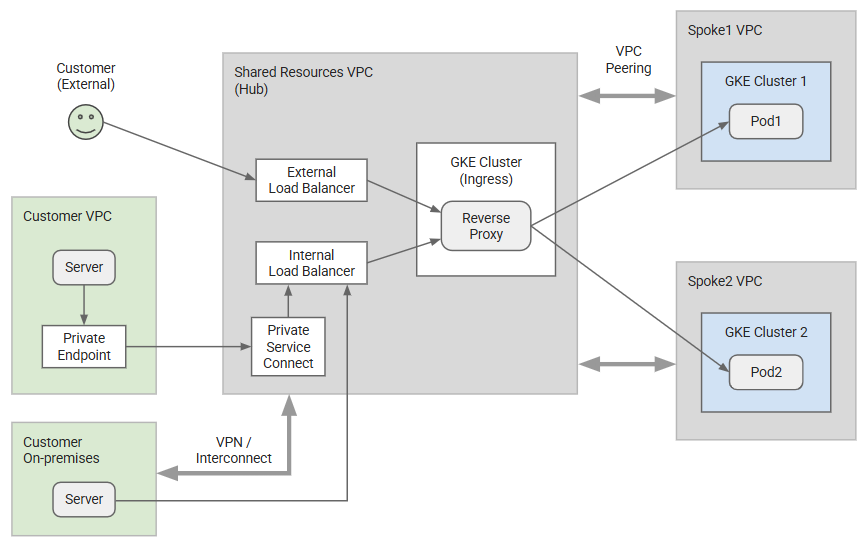 Customer
(External)
Shared Resources VPC
(Hub)
VPC
Peering
Spoke1 VPC
GKE Cluster 1
Pod1
External
Load Balancer
GKE Cluster
(Ingress)
Reverse
Proxy
Customer VPC
Server
Private
Endpoint
Internal
Load Balancer
Private
Service
Connect
Spoke2 VPC
GKE Cluster 2
Pod2
Customer
On-premises
Server
VPN /
Interconnect